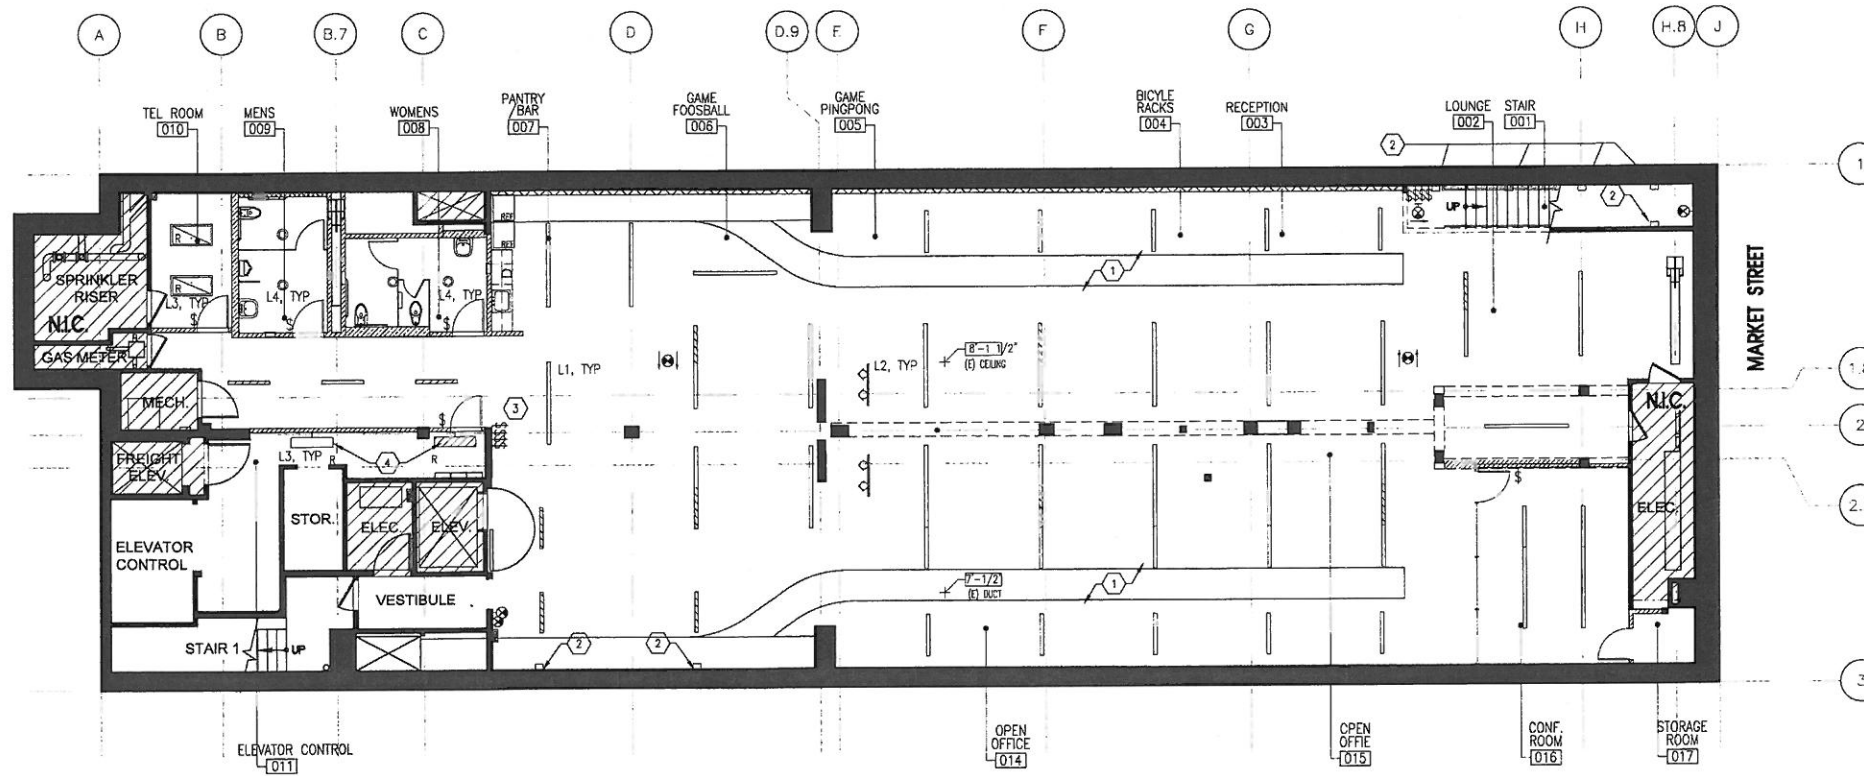 A
B
B.7
C
D
D.9
E
F
G
H
H.8
J
TEL ROOM
010
MENS
009
WOMENS
008
PANTRY
/BAR
007
GAME
FOOSBALL
006
GAME
PINGPONG
005
BICYLE
RACKS
004
RECEPTION
003
LOUNGE
002
STAIR
001
2
1
REF
REF
UP
2
$$$$
SPRINKLER
RISER
N.I.C.
R
R
L3, TYP
$
L4, TYP
$
L4, TYP
$
D
1
MARKET STREET
GAS METER
L1, TYP
L2, TYP
8'-1 1/2"
(E) CEILING
MECH.
$
3
$$$$
N.I.C.
2
FREIGHT
ELEV.
L3, TYP
R
4
R
$
STOR.
ELEC.
ELEV.
ELEC.
ELEVATOR
CONTROL
7'-1/2
(E) DUCT
1
VESTIBULE
STAIR 1
UP
2
2
3
ELEVATOR CONTROL
011
OPEN
OFFICE
014
CPEN
OFFIE
015
CONF.
ROOM
016
STORAGE
ROOM
017